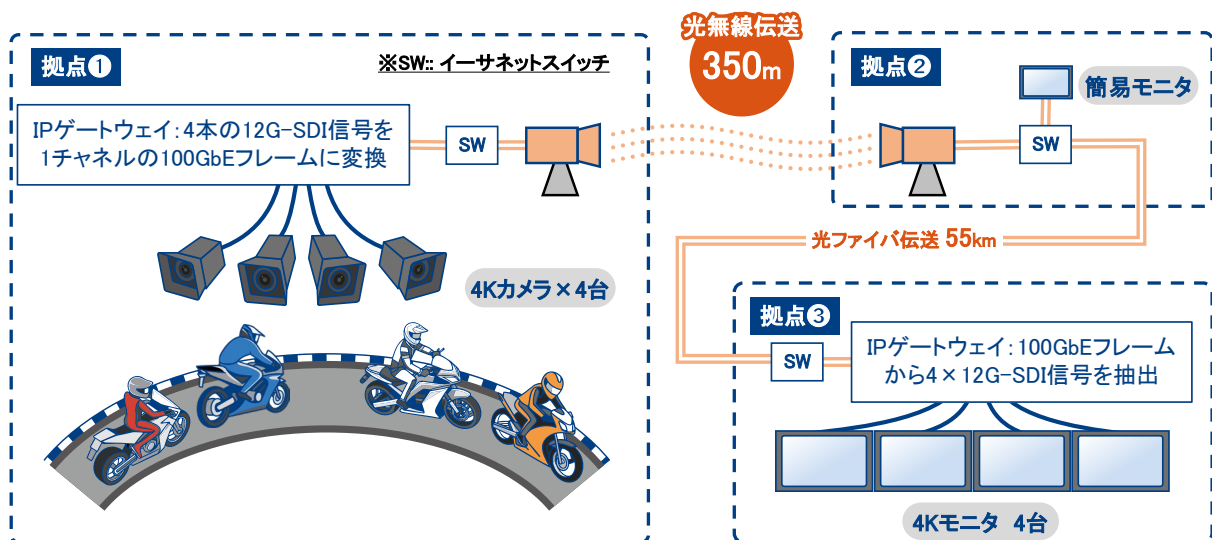 拠点❶
※SW:: イーサネットスイッチ
IPゲートウェイ:4本の12G-SDI信号を
1チャネルの100GbEフレームに変換
SW
4Kカメラ×4台
光無線伝送
350m
拠点❷
簡易モニタ
SW
光ファイバ伝送 55km
拠点❸
SW
IPゲートウェイ:100GbEフレーム
から4×12G-SDI信号を抽出
4Kモニタ 4台